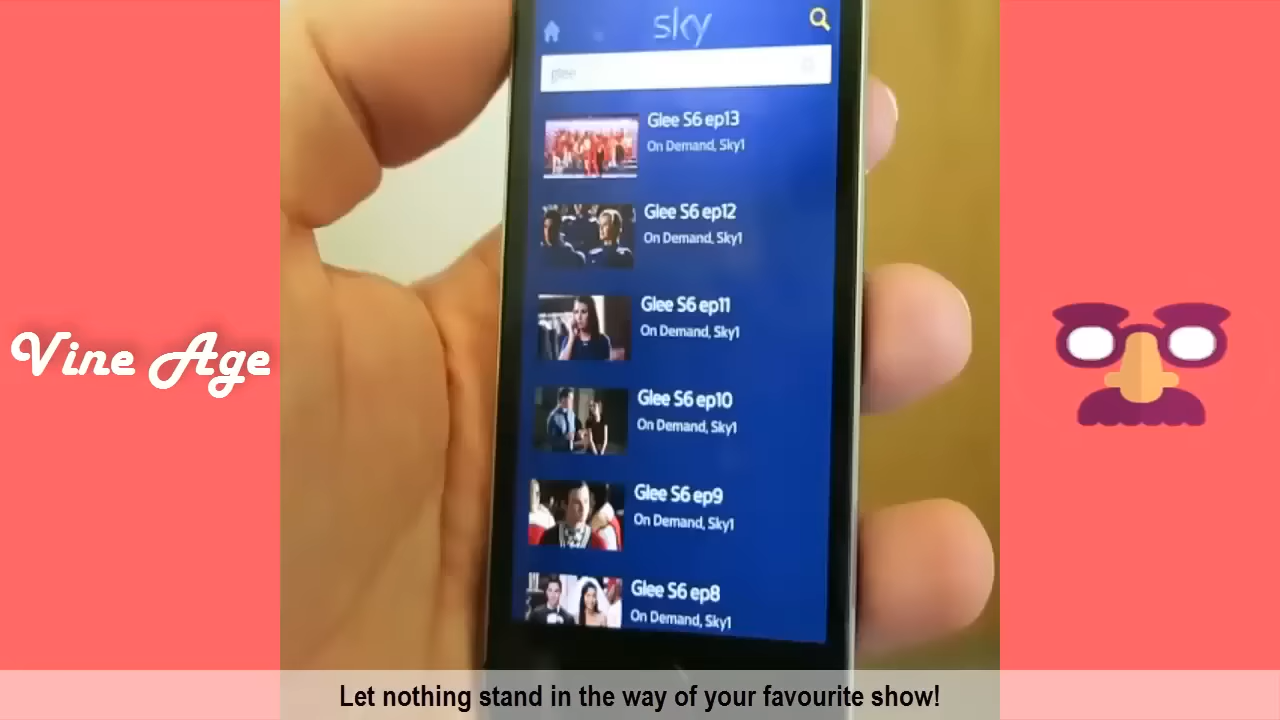 sky
glee
Glee S6 ep13
On Demand, Sky1
Glee S6 ep12
On Demand, Sky1
Glee S6 ep11
On Demand, Sky1
Glee S6 ep10
On Demand, Sky1
Glee S6 ep9
On Demand, Sky1
Glee S6 ep8
On Demand, Sky1
Vine Age
Let nothing stand in the way of your favourite show!